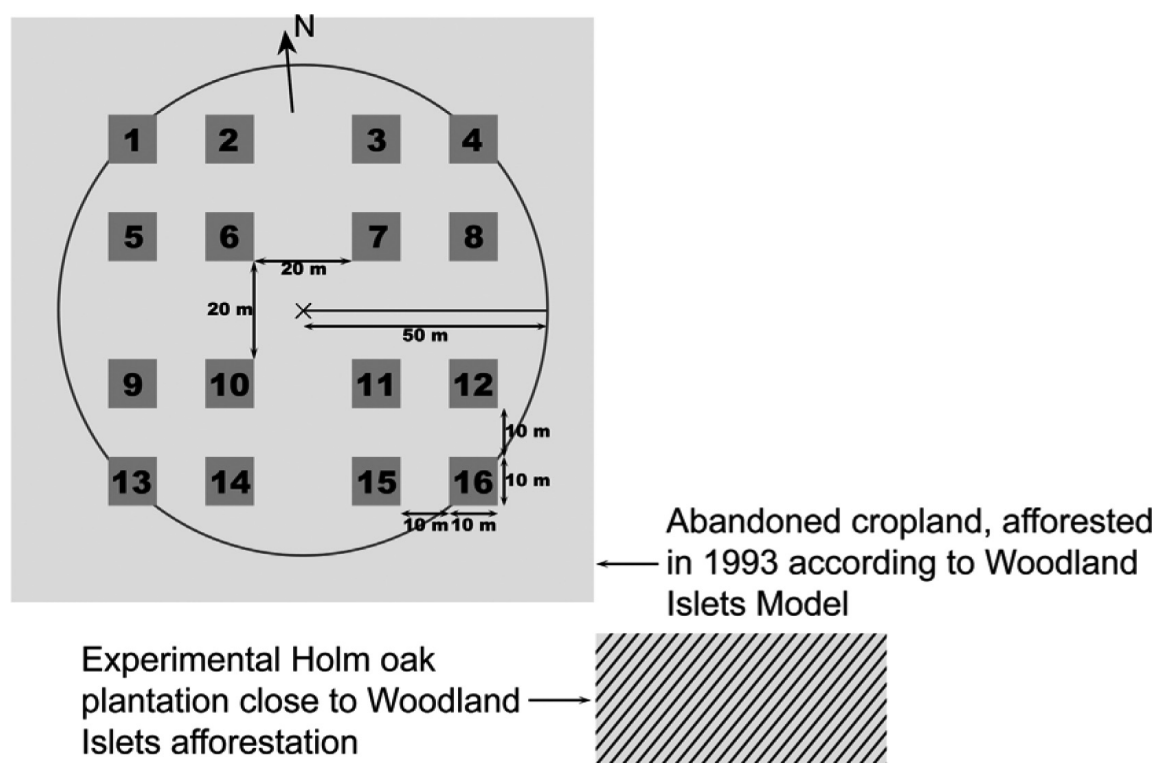 N
1 2 3 4
5 6 7 8
20 m
20 m
50 m
9 10 11 12
10 m
13 14 15 16 10 m
10 m 10 m
Abandoned cropland, afforested
in 1993 according to Woodland
Islets Model
Experimental Holm oak
plantation close to Woodland
Islets afforestation